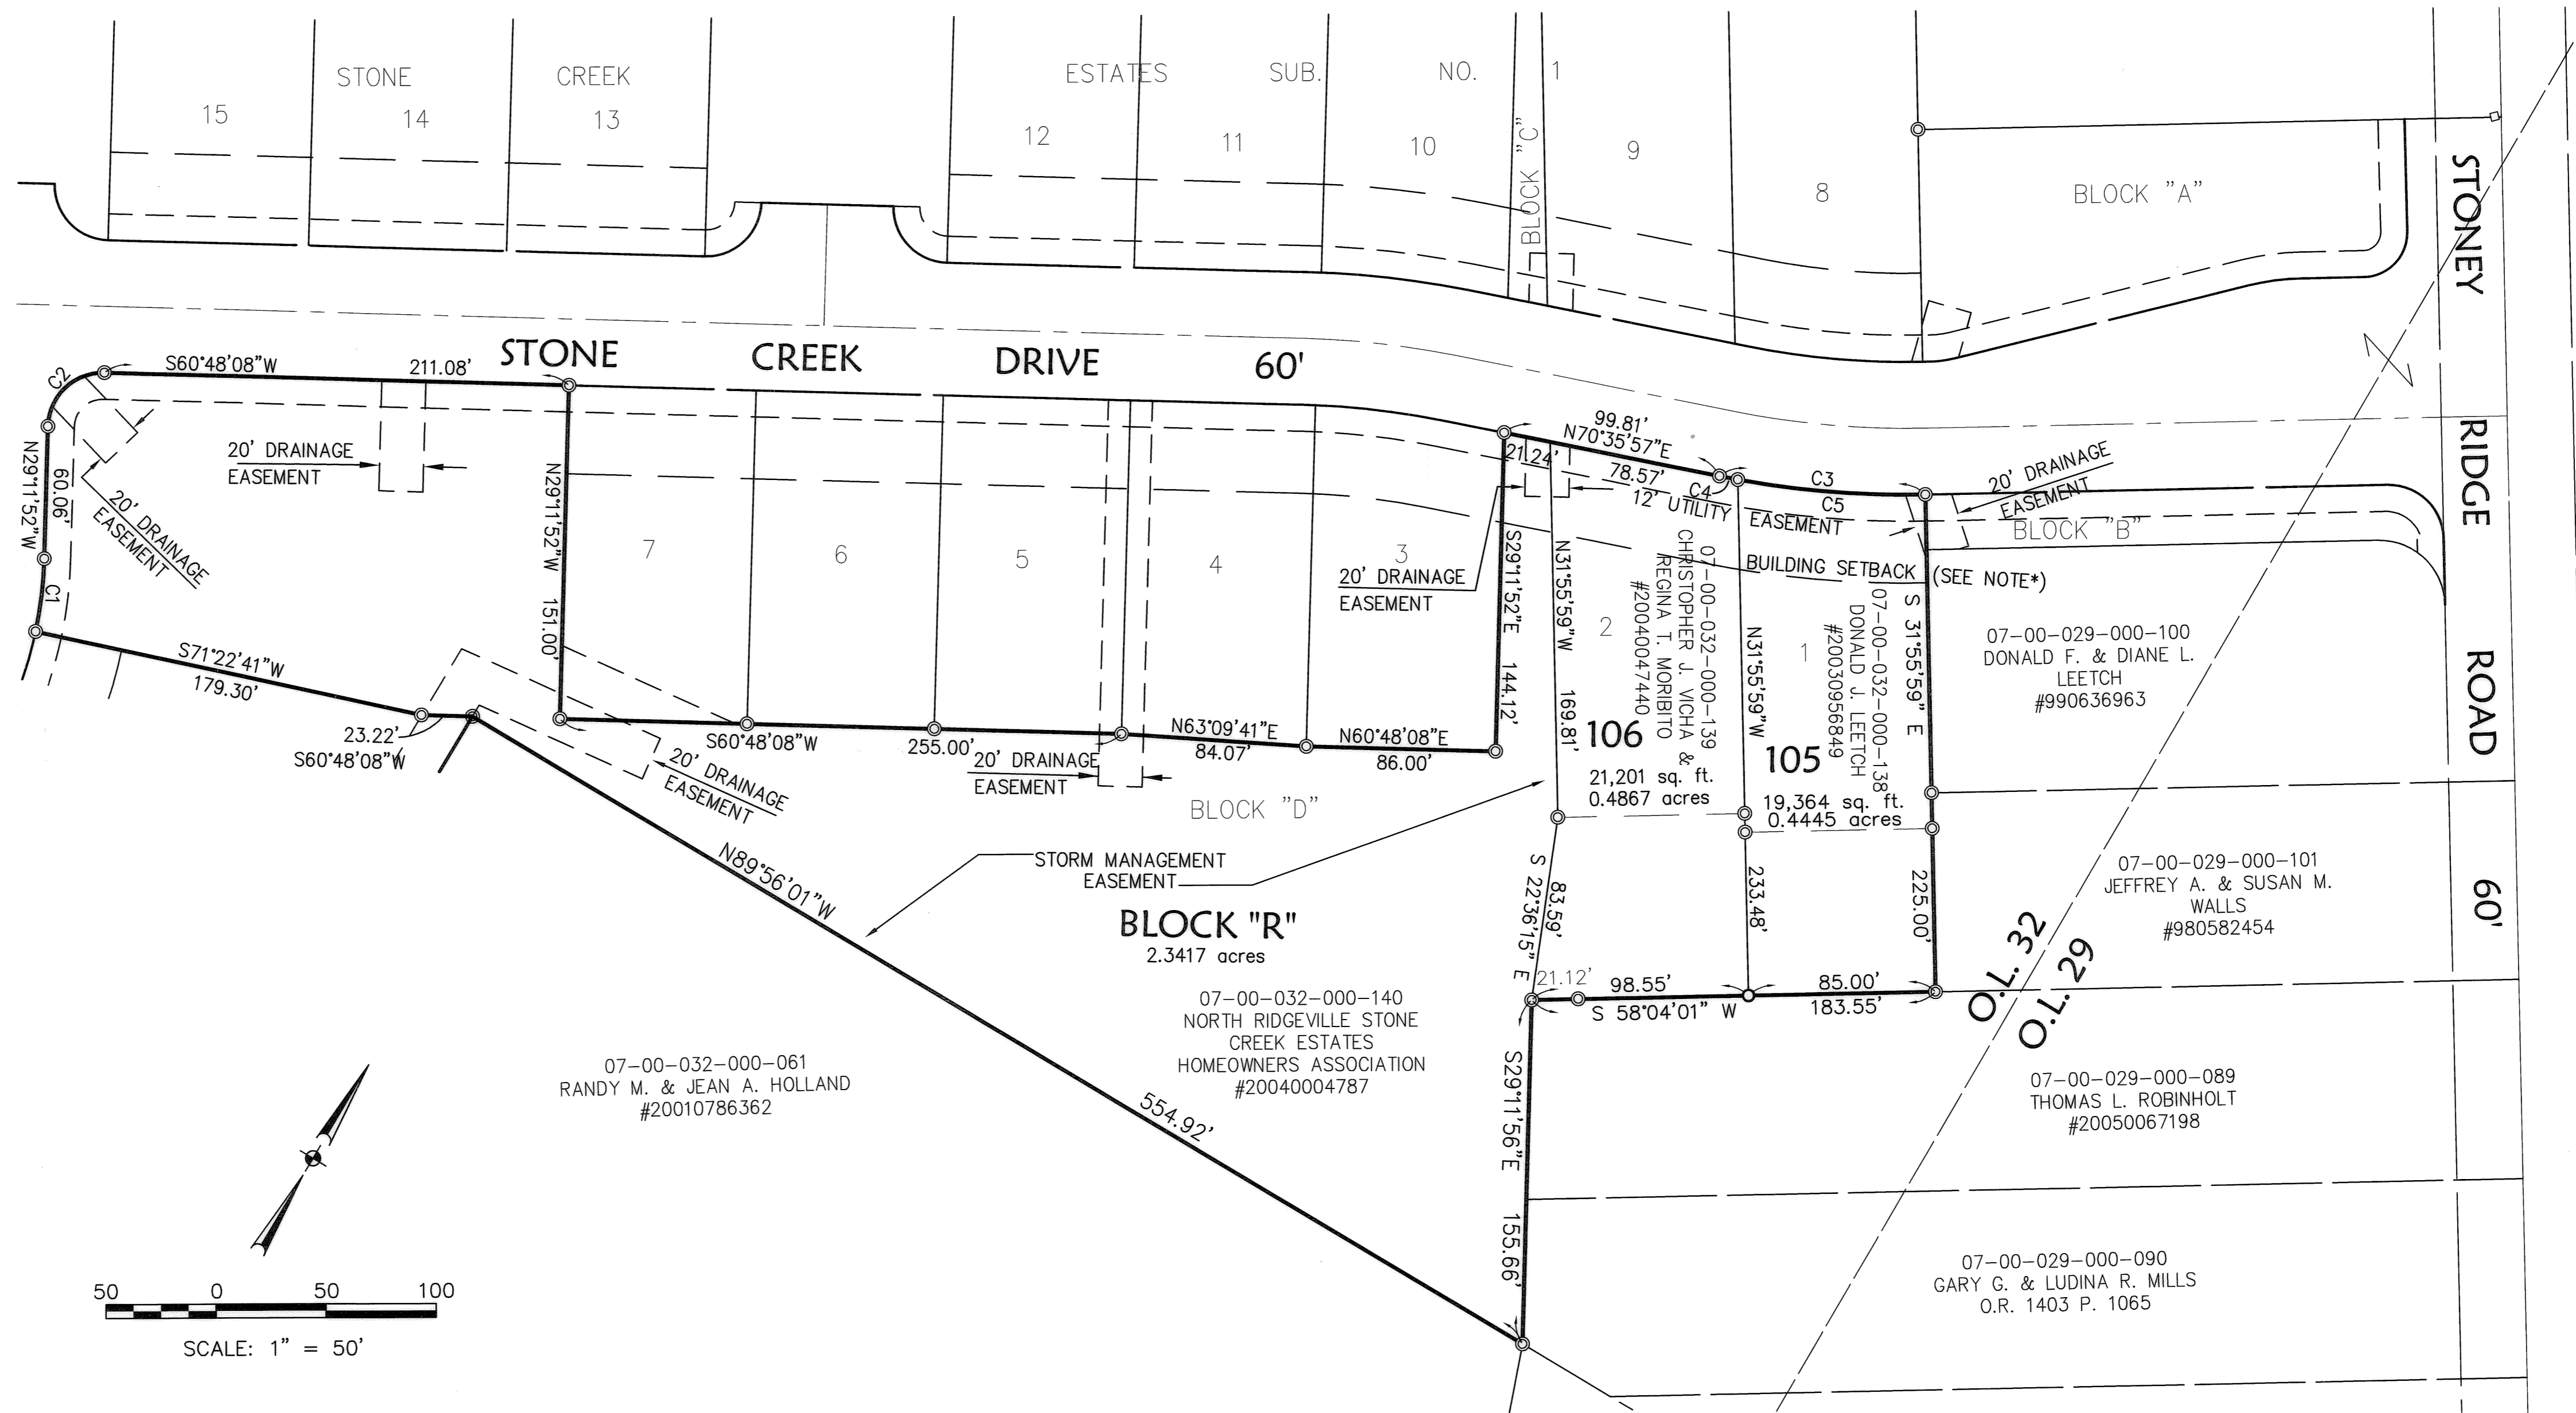 STONE CREEK ESTATES SUB. NO. 1
15
14
13
12
11
10
BLOCK "C"
9
8
BLOCK "A"
STONEY RIDGE ROAD 60'
STONE CREEK DRIVE 60'
C2
S60°48'08"W 211.08'
N29°11'52"W 60.06'
C1
20' DRAINAGE
EASEMENT
20' DRAINAGE
EASEMENT
N29°11'52"W 151.00'
7
6
5
4
3
99.81'
N70°35'57"E
21.24'
78.57'
C4
C3
C5
12' UTILITY EASEMENT
20' DRAINAGE
EASEMENT
BLOCK "B"
BUILDING SETBACK (SEE NOTE*)
20' DRAINAGE
EASEMENT
S29°11'52"E 144.12'
N31°55'59"W 169.81'
2
07-00-032-000-139
CHRISTOPHER J. VICHA &
REGINA T. MORIBITO
#20040047440
106
21,201 sq. ft.
0.4867 acres
N31°55'59"W
233.48'
1
07-00-032-000-138
DONALD J. LEETCH
#20030956849
105
19,364 sq. ft.
0.4445 acres
S 31°55'59" E
225.00'
07-00-029-000-100
DONALD F. & DIANE L.
LEETCH
#990636963
S71°22'41"W
179.30'
23.22'
S60°48'08"W
20' DRAINAGE
EASEMENT
S60°48'08"W
255.00'
20' DRAINAGE
EASEMENT
N63°09'41"E
84.07'
N60°48'08"E
86.00'
BLOCK "D"
N89°56'01"W
554.92'
STORM MANAGEMENT
EASEMENT
BLOCK "R"
2.3417 acres
S 22°36'15" E
83.59'
21.12'
98.55'
85.00'
S 58°04'01" W
183.55'
07-00-029-000-101
JEFFREY A. & SUSAN M.
WALLS
#980582454
O.L. 32
O.L. 29
07-00-032-000-140
NORTH RIDGEVILLE STONE
CREEK ESTATES
HOMEOWNERS ASSOCIATION
#20040004787
07-00-032-000-061
RANDY M. & JEAN A. HOLLAND
#20010786362
S29°11'56"E
155.66'
07-00-029-000-089
THOMAS L. ROBINHOLT
#20050067198
07-00-029-000-090
GARY G. & LUDINA R. MILLS
O.R. 1403 P. 1065
50 0 50 100
SCALE: 1" = 50'